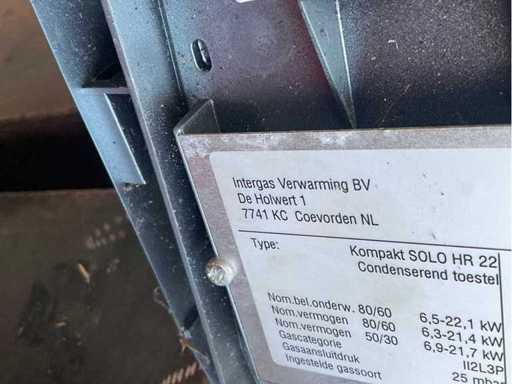 Intergas Verwarming BV
De Holwert 1
7741 KC Coevorden NL
Type: Kompakt SOLO HR 22
Condenserend toestel
Nom.bel.onderw. 80/60 6,5-22,1 kW
Nom.vermogen 80/60 6,3-21,4 kW
Nom.vermogen 50/30 6,9-21,7 kW
Gascategorie II2L3P
Gasaansluitdruk 25 mbar
Ingestelde gassoort